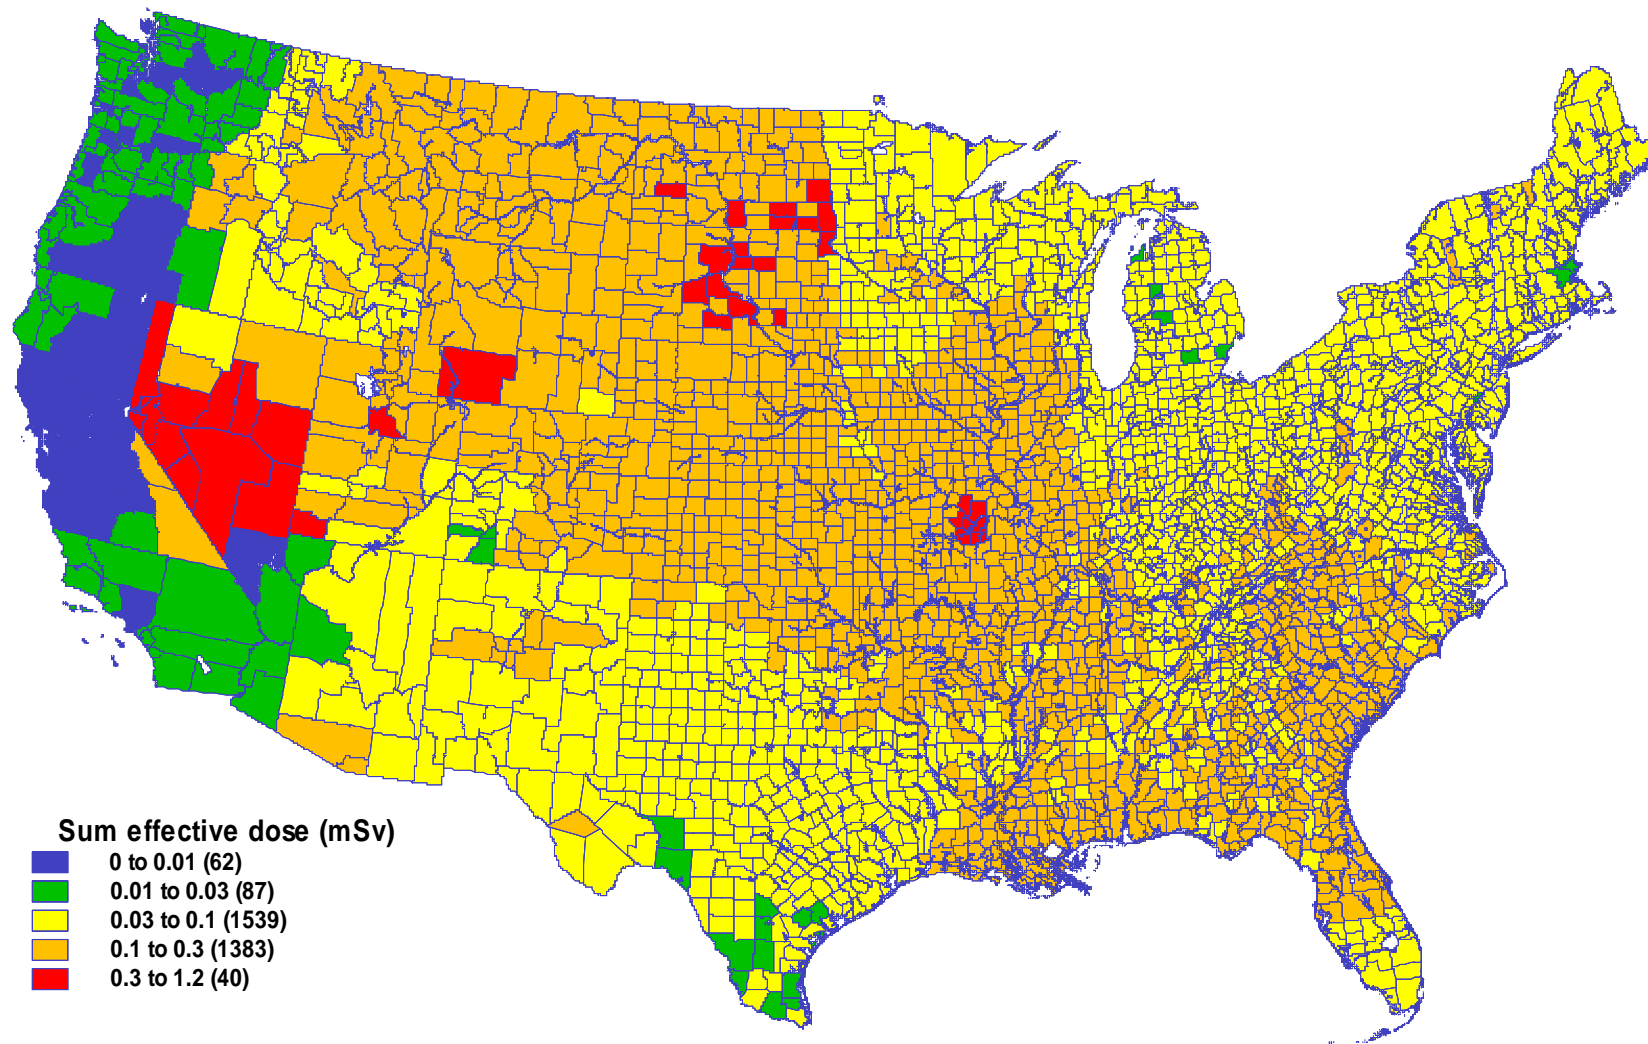 Sum effective dose (mSv)
0 to 0.01 (62)
0.01 to 0.03 (87)
0.03 to 0.1 (1539)
0.1 to 0.3 (1383)
0.3 to 1.2 (40)